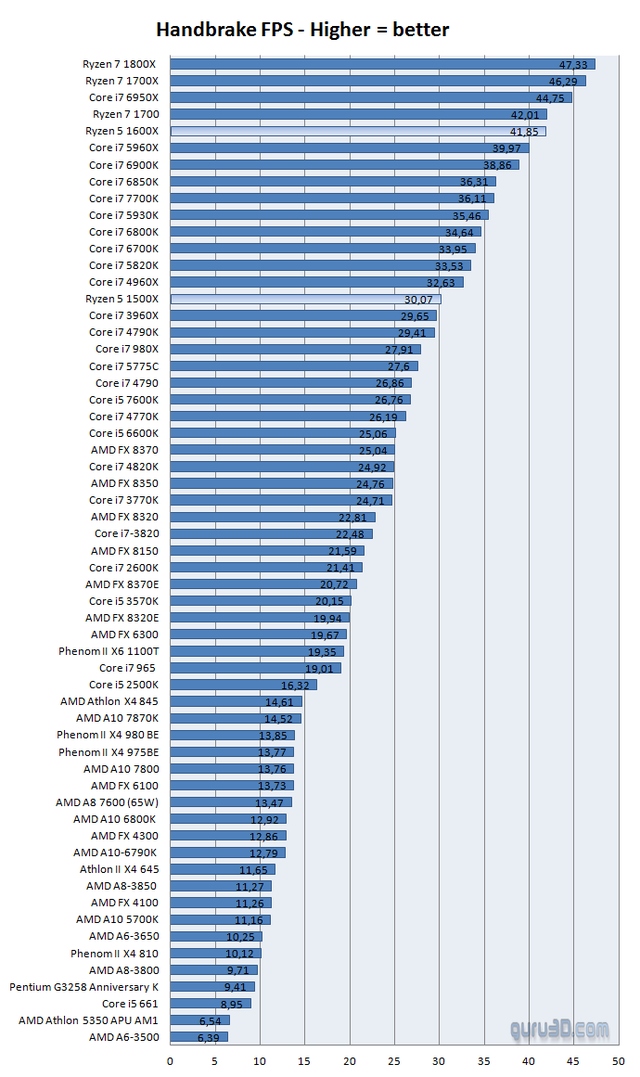 Handbrake FPS - Higher = better
Ryzen 7 1800X 47,33
Ryzen 7 1700X 46,29
Core i7 6950X 44,75
Ryzen 7 1700 42,01
Ryzen 5 1600X 41,85
Core i7 5960X 39,97
Core i7 6900K 38,86
Core i7 6850K 36,31
Core i7 7700K 36,11
Core i7 5930K 35,46
Core i7 6800K 34,64
Core i7 6700K 33,95
Core i7 5820K 33,53
Core i7 4960X 32,63
Ryzen 5 1500X 30,07
Core i7 3960X 29,65
Core i7 4790K 29,41
Core i7 980X 27,91
Core i7 5775C 27,6
Core i7 4790 26,86
Core i5 7600K 26,76
Core i7 4770K 26,19
Core i5 6600K 25,06
AMD FX 8370 25,04
Core i7 4820K 24,92
AMD FX 8350 24,76
Core i7 3770K 24,71
AMD FX 8320 22,81
Core i7-3820 22,48
AMD FX 8150 21,59
Core i7 2600K 21,41
AMD FX 8370E 20,72
Core i5 3570K 20,15
AMD FX 8320E 19,94
AMD FX 6300 19,67
Phenom II X6 1100T 19,35
Core i7 965 19,01
Core i5 2500K 16,32
AMD Athlon X4 845 14,61
AMD A10 7870K 14,52
Phenom II X4 980 BE 13,85
Phenom II X4 975BE 13,77
AMD A10 7800 13,76
AMD FX 6100 13,73
AMD A8 7600 (65W) 13,47
AMD A10 6800K 12,92
AMD FX 4300 12,86
AMD A10-6790K 12,79
Athlon II X4 645 11,65
AMD A8-3850 11,27
AMD FX 4100 11,26
AMD A10 5700K 11,16
AMD A6-3650 10,25
Phenom II X4 810 10,12
AMD A8-3800 9,71
Pentium G3258 Anniversary K 9,41
Core i5 661 8,95
AMD Athlon 5350 APU AM1 6,54
AMD A6-3500 6,39
guru3D.com
0 5 10 15 20 25 30 35 40 45 50